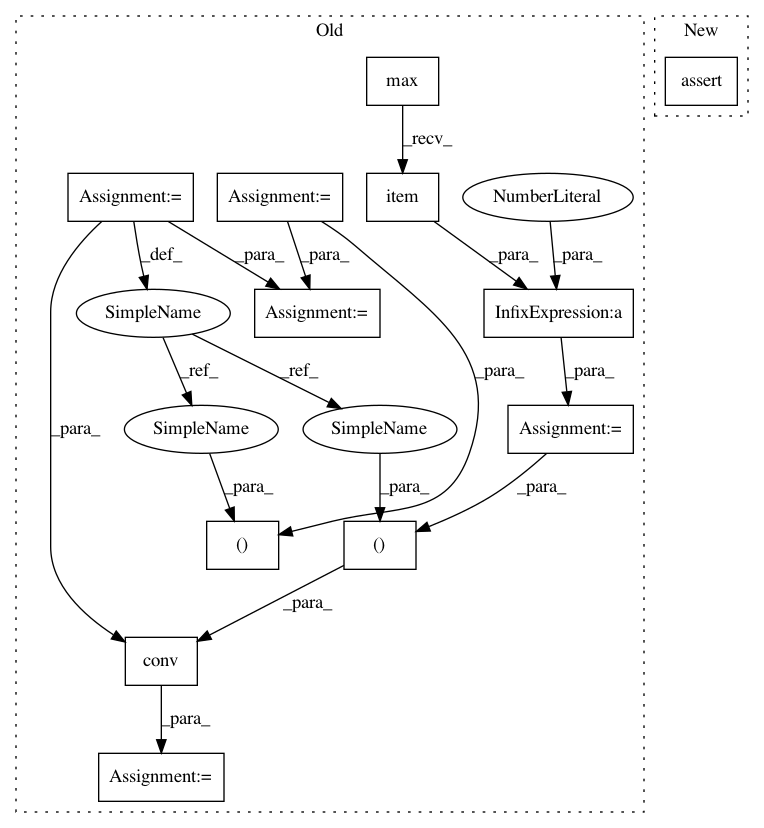 Old
New
max
assert
_recv_
Assignment:=
Assignment:=
item
NumberLiteral
_def_
_para_
_para_
_para_
_para_
SimpleName
Assignment:=
InfixExpression:a
_ref_
_ref_
_para_
_para_
_para_
SimpleName
SimpleName
Assignment:=
_para_
_para_
_para_
()
()
_para_
conv
_para_
Assignment:=